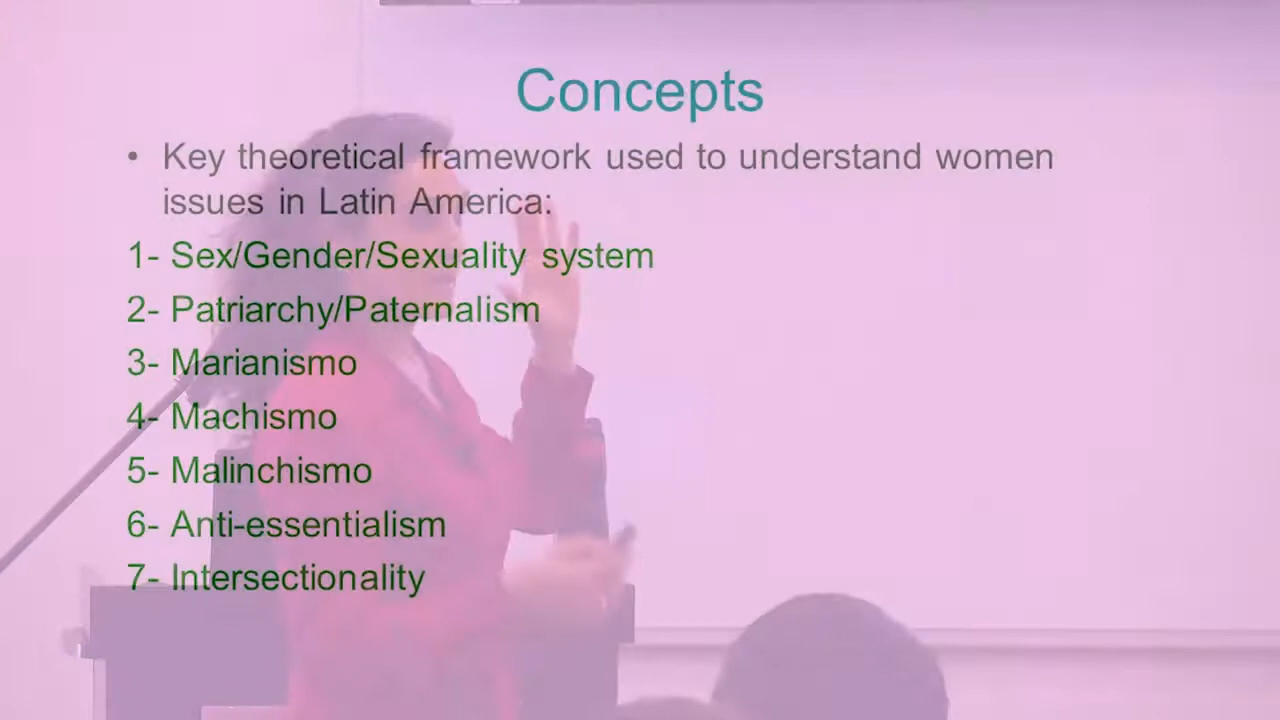 Concepts
• Key theoretical framework used to understand women
issues in Latin America:
1- Sex/Gender/Sexuality system
2- Patriarchy/Paternalism
3- Marianismo
4- Machismo
5- Malinchismo
6- Anti-essentialism
7- Intersectionality